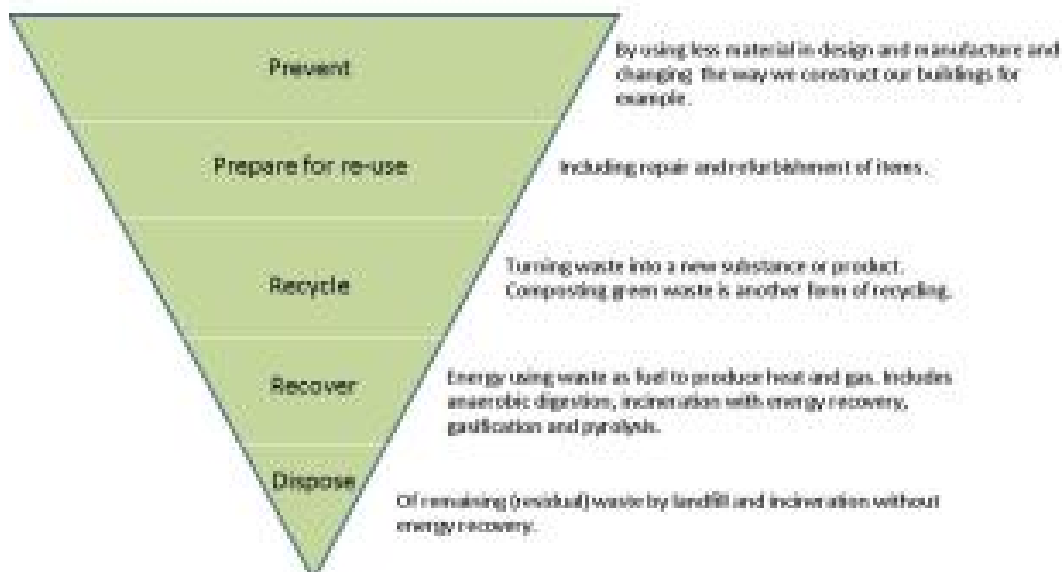 Prevent
By using less material in design and manufacture and
changing the way we construct our buildings for
example.
Prepare for re-use
Including repair and refurbishment of items.
Recycle
Turning waste into a new substance or product.
Composting green waste is another form of recycling.
Recover
Energy using waste as fuel to produce heat and gas. Includes
anaerobic digestion, incineration with energy recovery,
gasification and pyrolysis.
Dispose
Of remaining (residual) waste by landfill and incineration without
energy recovery.